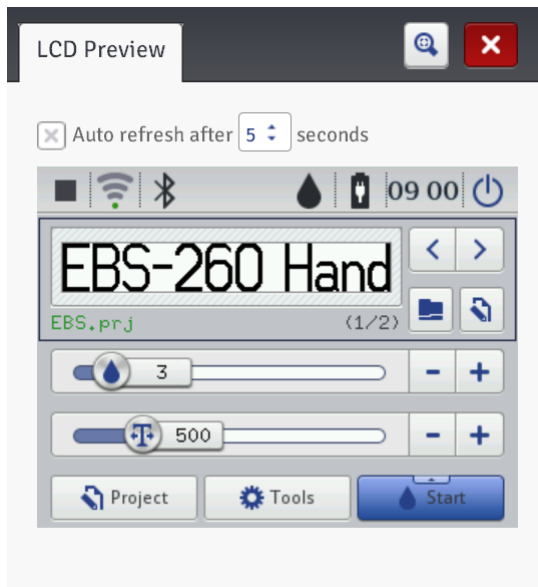 LCD Preview
Auto refresh after 5 seconds
09 00
EBS-260 Hand
EBS.prj (1/2)
3
500
Project Tools Start